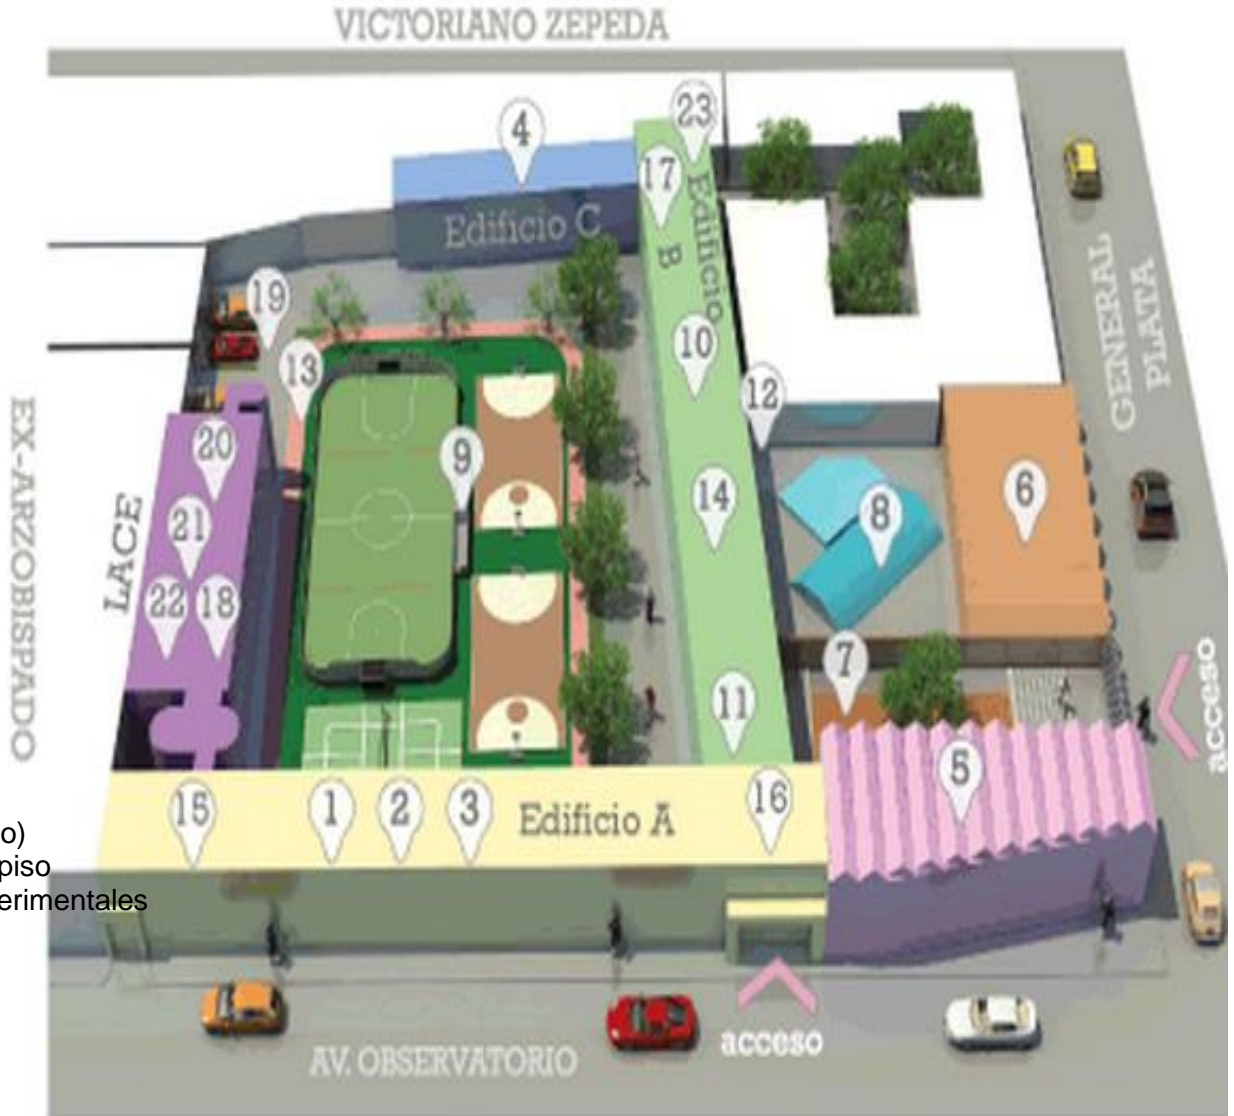 VICTORIANO ZEPEDA
23
4
17
Edificio C
Edificio
B
GENERAL
PLATA
19
10
13
12
EX-ARZOBISPADO
LACE
20
9
14
8
6
21
22
18
7
11
acceso
5
15
1
2
3
Edificio A
16
o)
piso
erimentales
acceso
AV. OBSERVATORIO